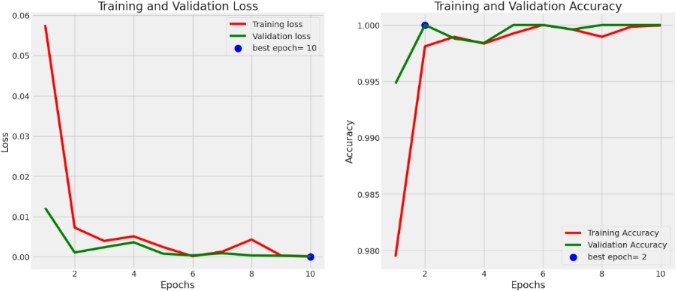 Training and Validation Loss
0.06
0.05
0.04
0.03
0.02
0.01
0.00
Loss
2
4
6
8
10
Epochs
Training loss
Validation loss
best epoch= 10
Training and Validation Accuracy
1.000
0.995
0.990
0.985
0.980
Accuracy
2
4
6
8
10
Epochs
Training Accuracy
Validation Accuracy
best epoch= 2